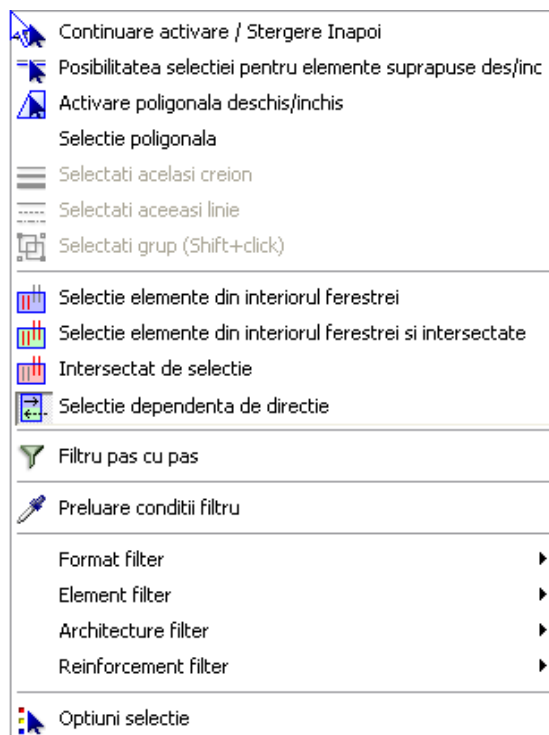 Continuare activare / Stergere Inapoi
Posibilitatea selectiei pentru elemente suprapuse des/inc
Activare poligonala deschis/inchis
Selectie poligonala
Selectati acelasi creion
Selectati aceeasi linie
Selectati grup (Shift+click)
Selectie elemente din interiorul ferestrei
Selectie elemente din interiorul ferestrei si intersectate
Intersectat de selectie
Selectie dependenta de directie
Filtru pas cu pas
Preluare conditii filtru
Format filter
Element filter
Architecture filter
Reinforcement filter
Optiuni selectie